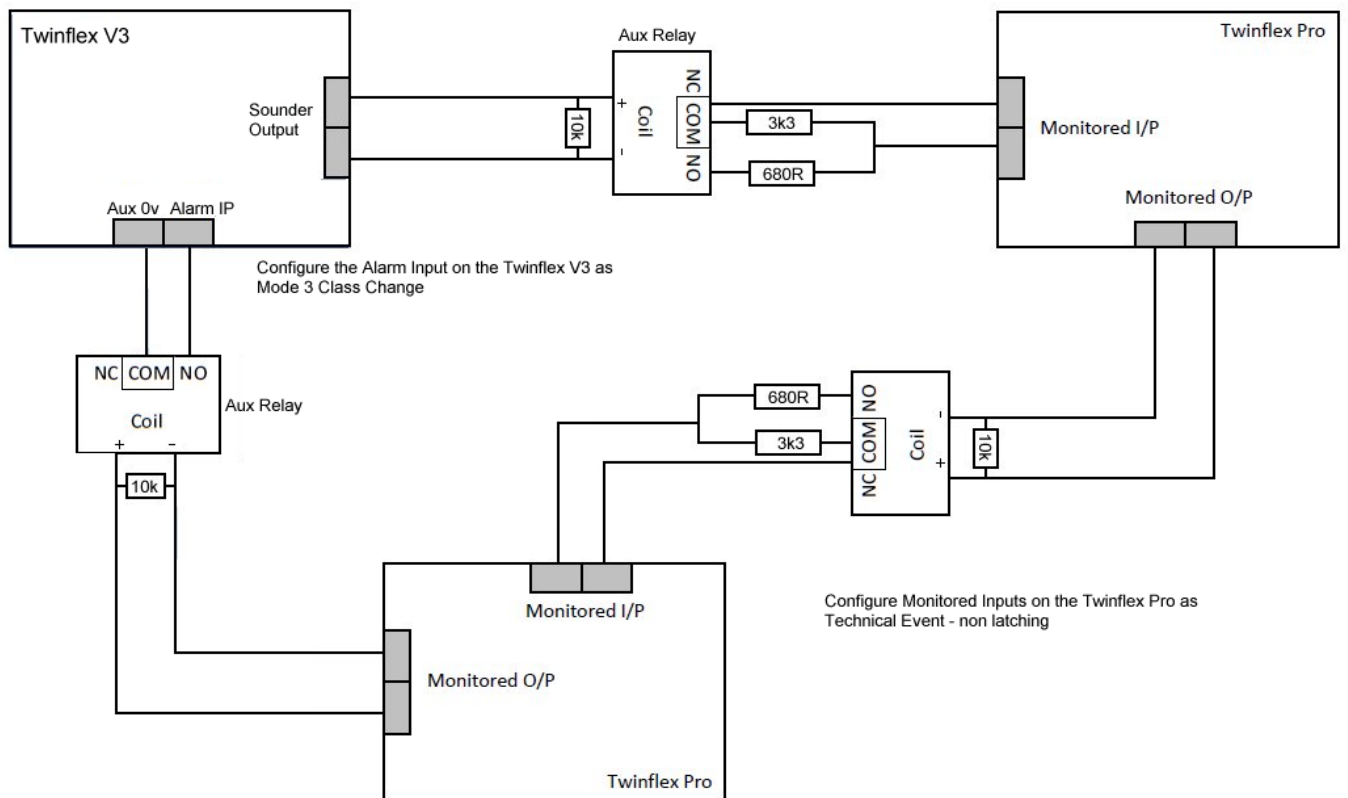 Twinflex V3
Aux Relay
Twinflex Pro
Sounder
Output
10k
+
-
Coil
NC
COM
NO
3k3
680R
Monitored I/P
Monitored O/P
Aux 0v
Alarm IP
Configure the Alarm Input on the Twinflex V3 as
Mode 3 Class Change
NC
COM
NO
Coil
+
-
Aux Relay
10k
680R
3k3
NO
COM
NC
Coil
-
+
10k
Monitored I/P
Monitored O/P
Twinflex Pro
Configure Monitored Inputs on the Twinflex Pro as
Technical Event - non latching